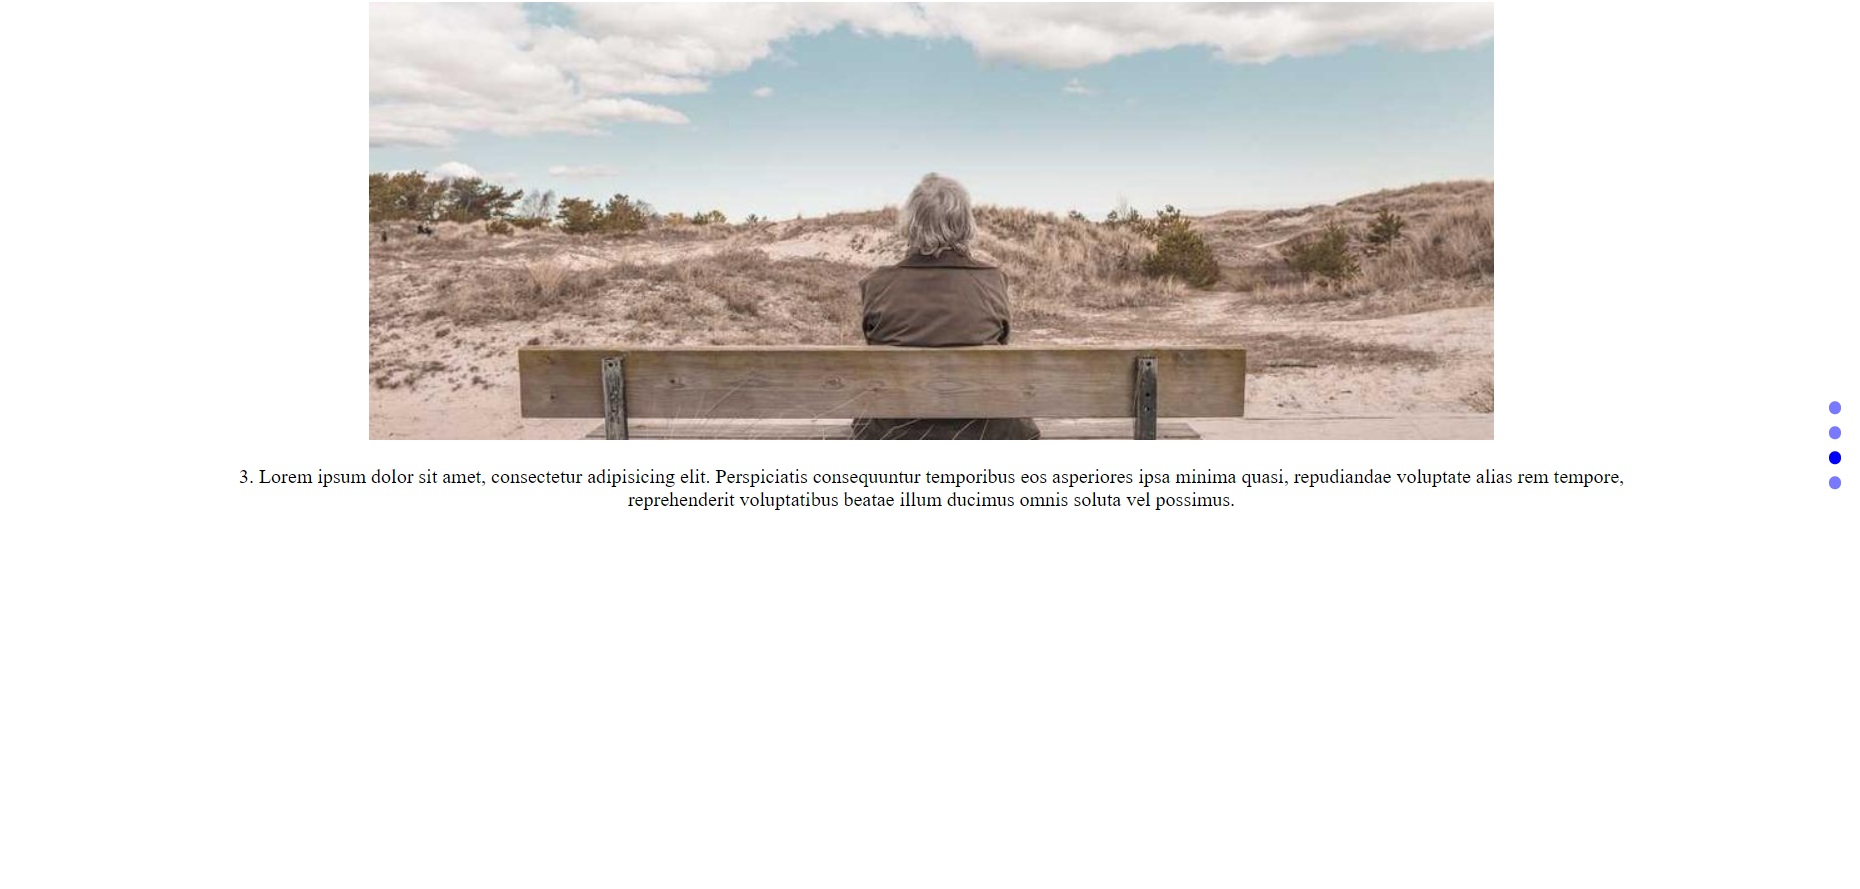 3. Lorem ipsum dolor sit amet, consectetur adipisicing elit. Perspiciatis consequuntur temporibus eos asperiores ipsa minima quasi, repudiandae voluptate alias rem tempore,
reprehenderit voluptatibus beatae illum ducimus omnis soluta vel possimus.